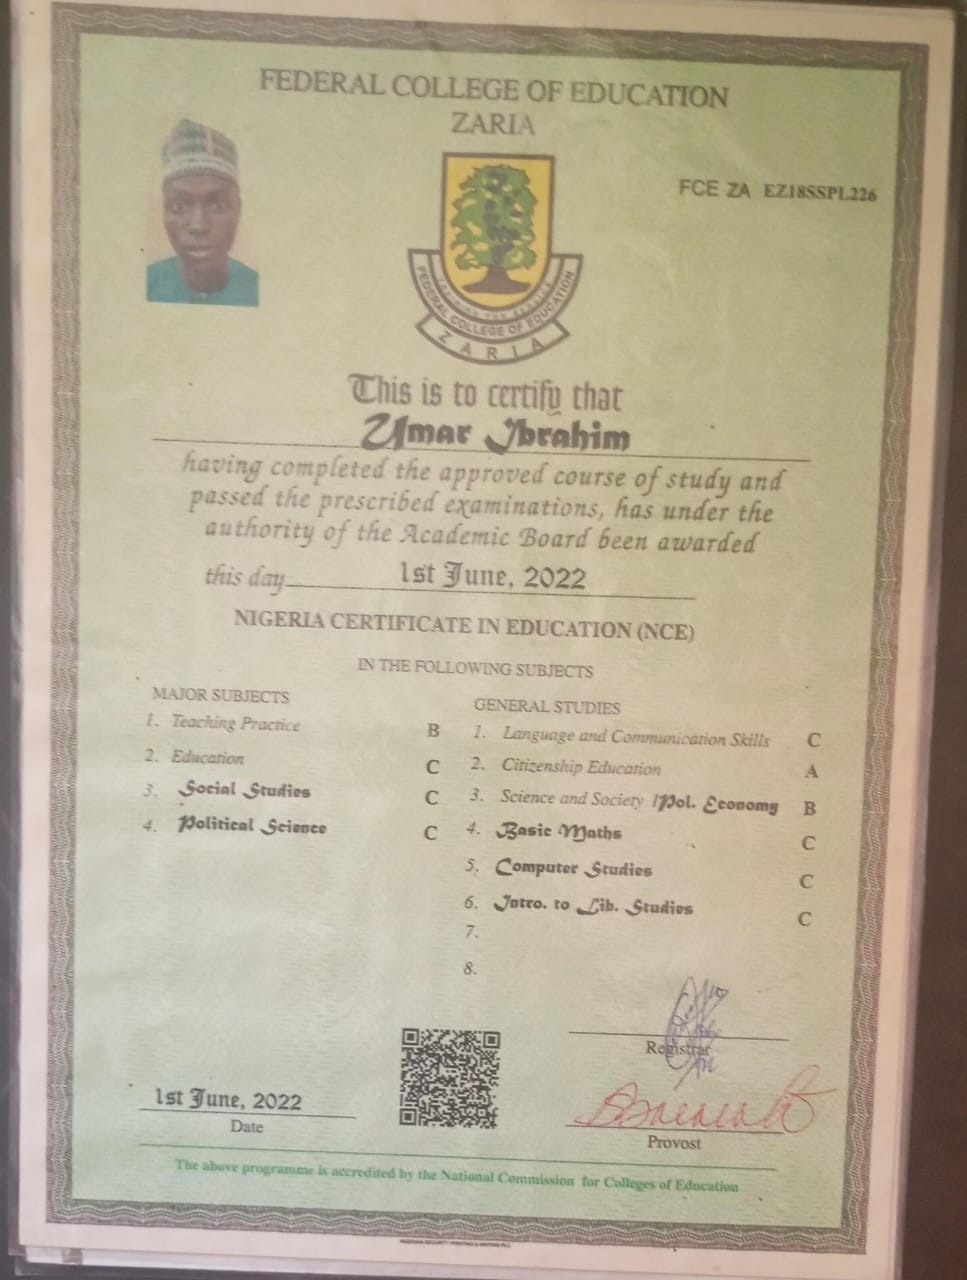 FEDERAL COLLEGE OF EDUCATION
ZARIA
FCE ZA EZ18SSPL226
TRAINING FOR SERVICE
FEDERAL COLLEGE OF EDUCATION
ZARIA
This is to certify that
Umar Ibrahim
having completed the approved course of study and
passed the prescribed examinations, has under the
authority of the Academic Board been awarded
this day 1st June, 2022
NIGERIA CERTIFICATE IN EDUCATION (NCE)
IN THE FOLLOWING SUBJECTS
MAJOR SUBJECTS
1. Teaching Practice B
2. Education C
3. Social Studies C
4. Political Science C
GENERAL STUDIES
1. Language and Communication Skills C
2. Citizenship Education A
3. Science and Society /Pol. Economy B
4. Basic Maths C
5. Computer Studies C
6. Intro. to Lib. Studies C
7.
8.
Registrar
1st June, 2022
Date
Provost
The above programme is accredited by the National Commission for Colleges of Education